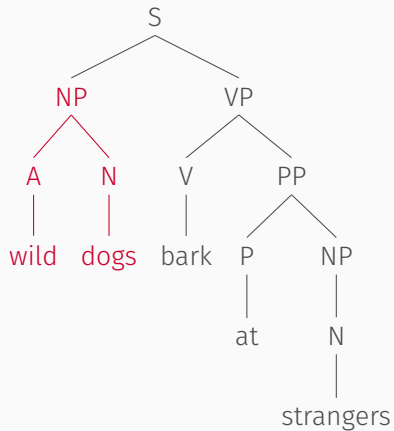 S
NP VP
A N V PP
wild dogs bark P NP
at N
strangers